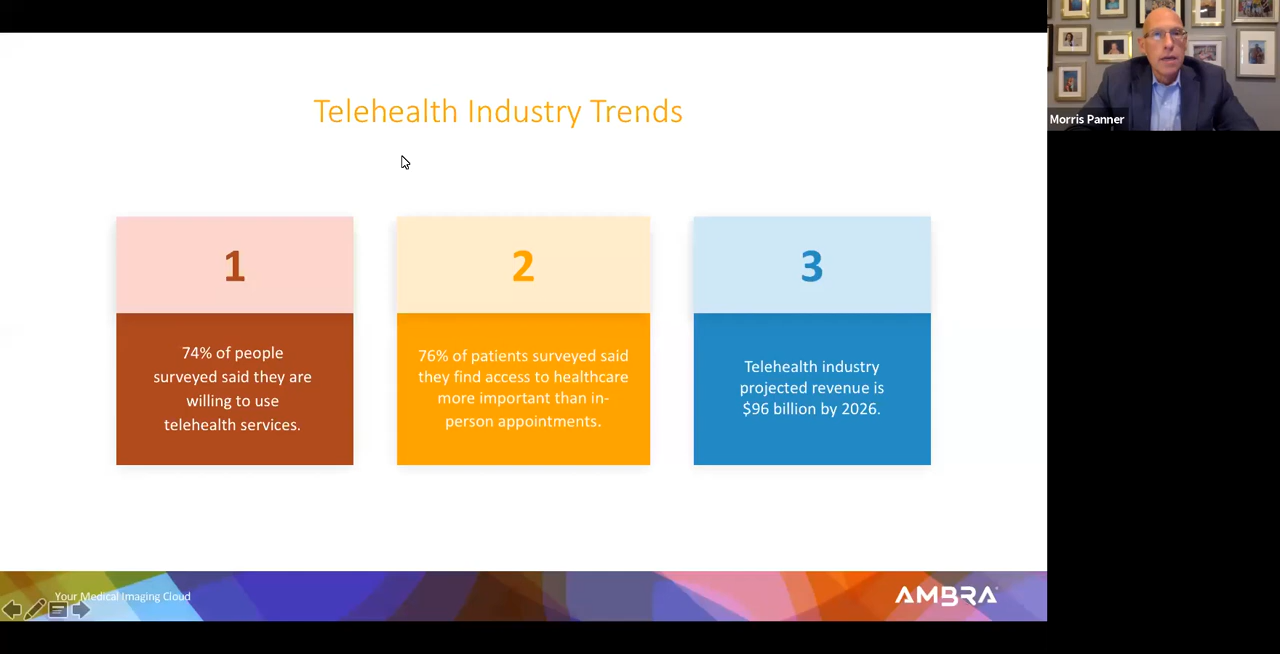 Telehealth Industry Trends
1
74% of people
surveyed said they are
willing to use
telehealth services.
2
76% of patients surveyed said
they find access to healthcare
more important than in-
person appointments.
3
Telehealth industry
projected revenue is
$96 billion by 2026.
Your Medical Imaging Cloud
AMBRA
Morris Panner